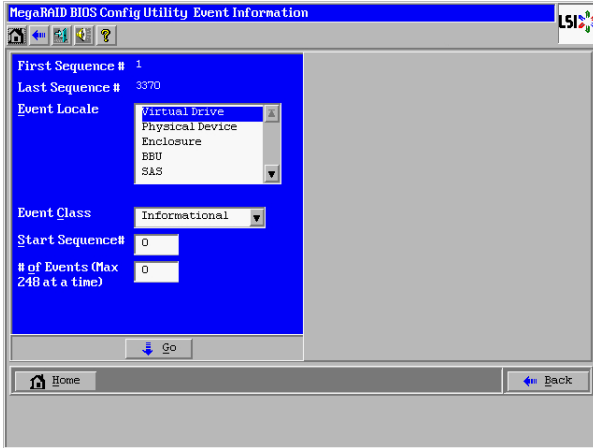 MegaRAID BIOS Config Utility Event Information
LSI
First Sequence # 1
Last Sequence # 3370
Event Locale
Virtual Drive
Physical Device
Enclosure
BBU
SAS
Event Class Informational
Start Sequence# 0
# of Events (Max
248 at a time) 0
Go
Home
Back